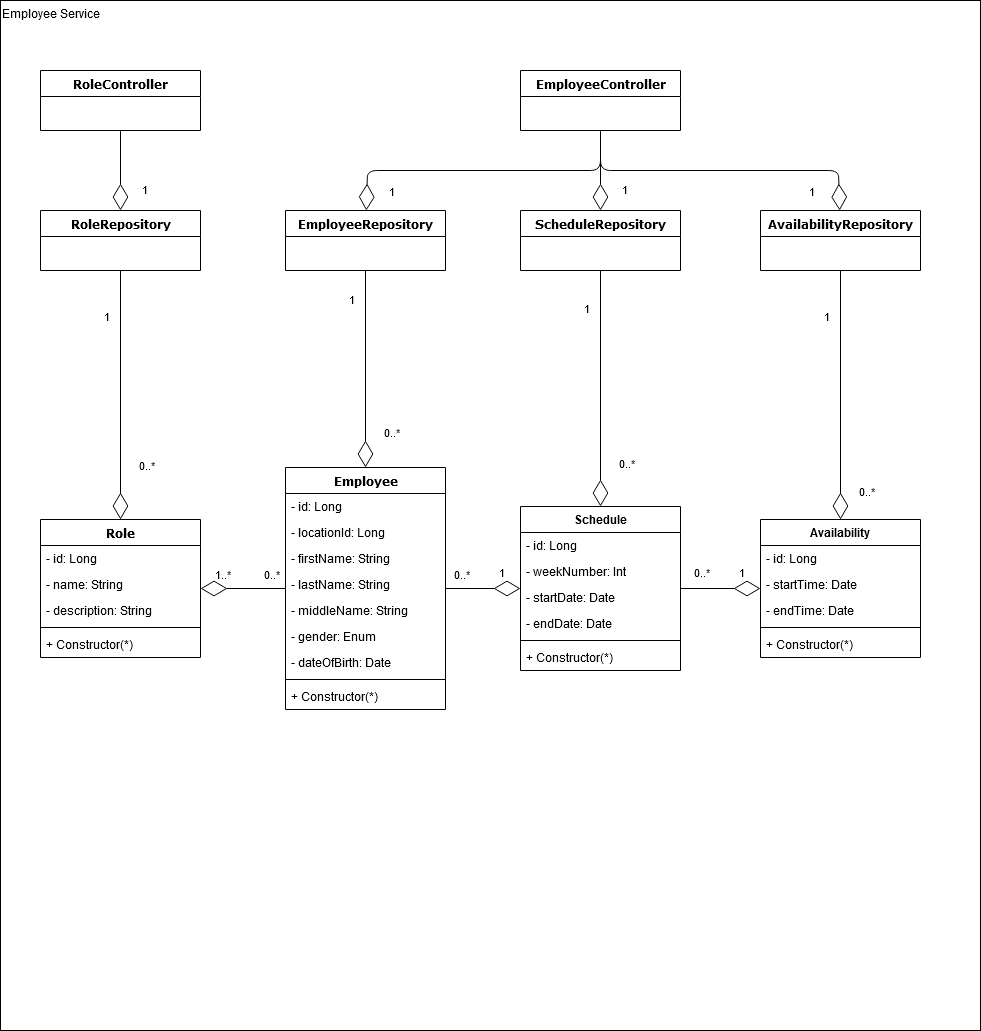 Employee Service
RoleController
EmployeeController
1
1
1
1
RoleRepository
EmployeeRepository
ScheduleRepository
AvailabilityRepository
1
1
1
1
0..*
0..*
0..*
0..*
Role
- id: Long
- name: String
- description: String
+ Constructor(*)
1..*
0..*
Employee
- id: Long
- locationId: Long
- firstName: String
- lastName: String
- middleName: String
- gender: Enum
- dateOfBirth: Date
+ Constructor(*)
0..*
1
Schedule
- id: Long
- weekNumber: Int
- startDate: Date
- endDate: Date
+ Constructor(*)
0..*
1
Availability
- id: Long
- startTime: Date
- endTime: Date
+ Constructor(*)